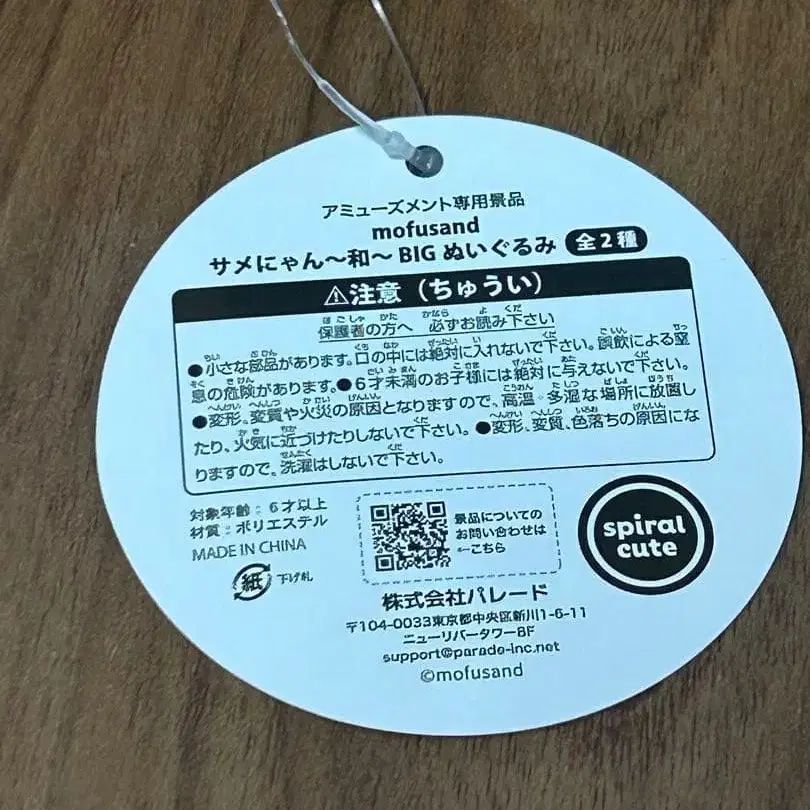 アミューズメント専用景品
mofusand
サメにゃん〜和〜 BIG ぬいぐるみ 全2種
⚠注意（ちゅうい）
保護者の方へ 必ずお読み下さい
●小さな部品があります。口の中には絶対に入れないで下さい。誤飲による窒
息の危険があります。●6才未満のお子様には絶対に与えないで下さい。
●変形、変質や火災の原因となりますので、高温・多湿な場所に放置し
たり、火気に近づけたりしないで下さい。●変形、変質、色落ちの原因にな
りますので、洗濯はしないで下さい。
対象年齢：6才以上
材質：ポリエステル
MADE IN CHINA
紙 下げ札
景品についての
お問い合わせは
←こちら
spiral
cute
株式会社パレード
〒104-0033東京都中央区新川1-6-11
ニューリバータワー8F
support@parade-inc.net
©mofusand